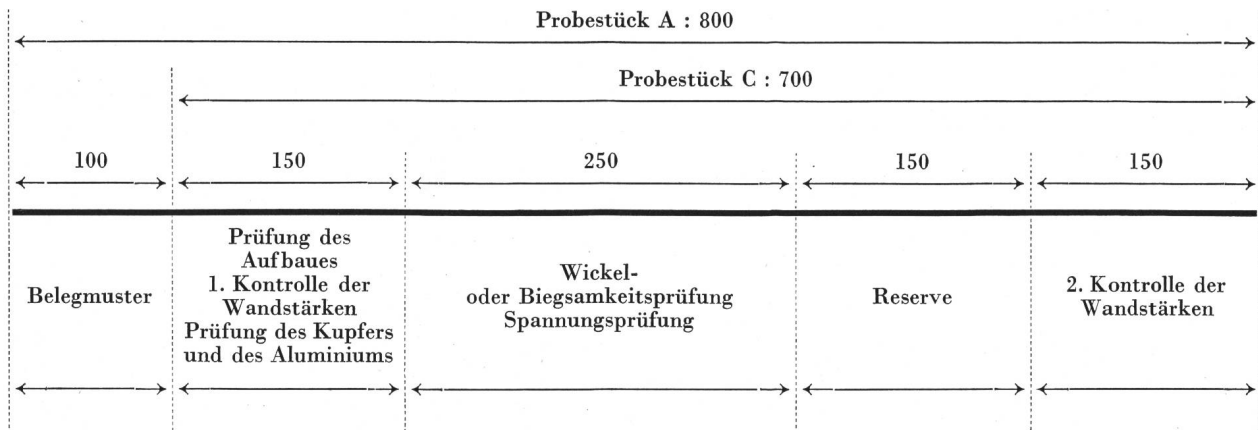 Probestück A : 800
Probestück C : 700
100
150
250
150
150
Belegmuster
Prüfung des
Aufbaues
1. Kontrolle der
Wandstärken
Prüfung des Kupfers
und des Aluminiums
Wickel-
oder Biegsamkeitsprüfung
Spannungsprüfung
Reserve
2. Kontrolle der
Wandstärken